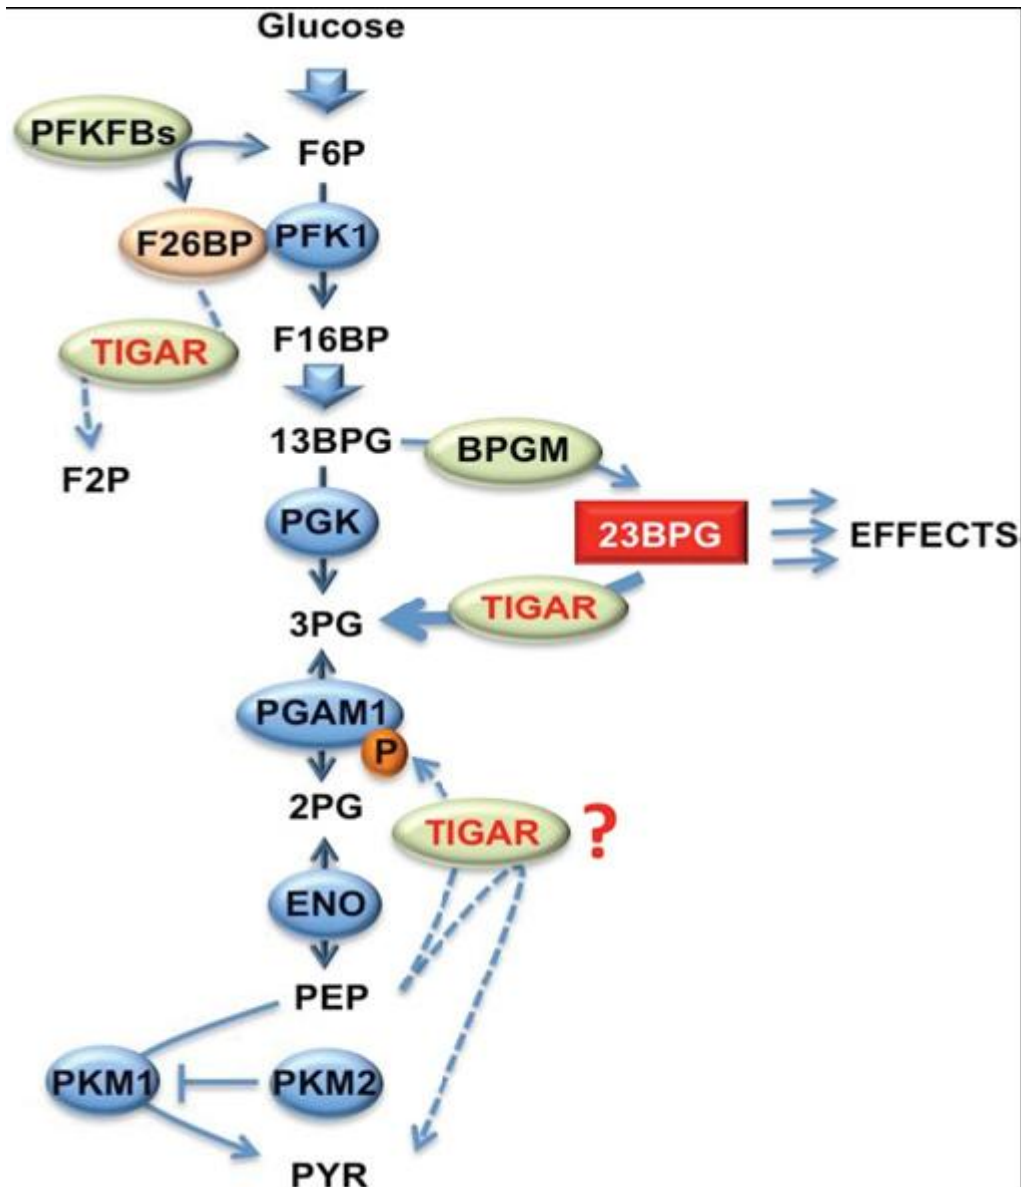 Glucose
PFKFBs
F6P
F26BP
PFK1
TIGAR
F16BP
13BPG
BPGM
F2P
PGK
23BPG
EFFECTS
TIGAR
3PG
PGAM1
P
2PG
TIGAR ?
ENO
PEP
PKM1
PKM2
PYR